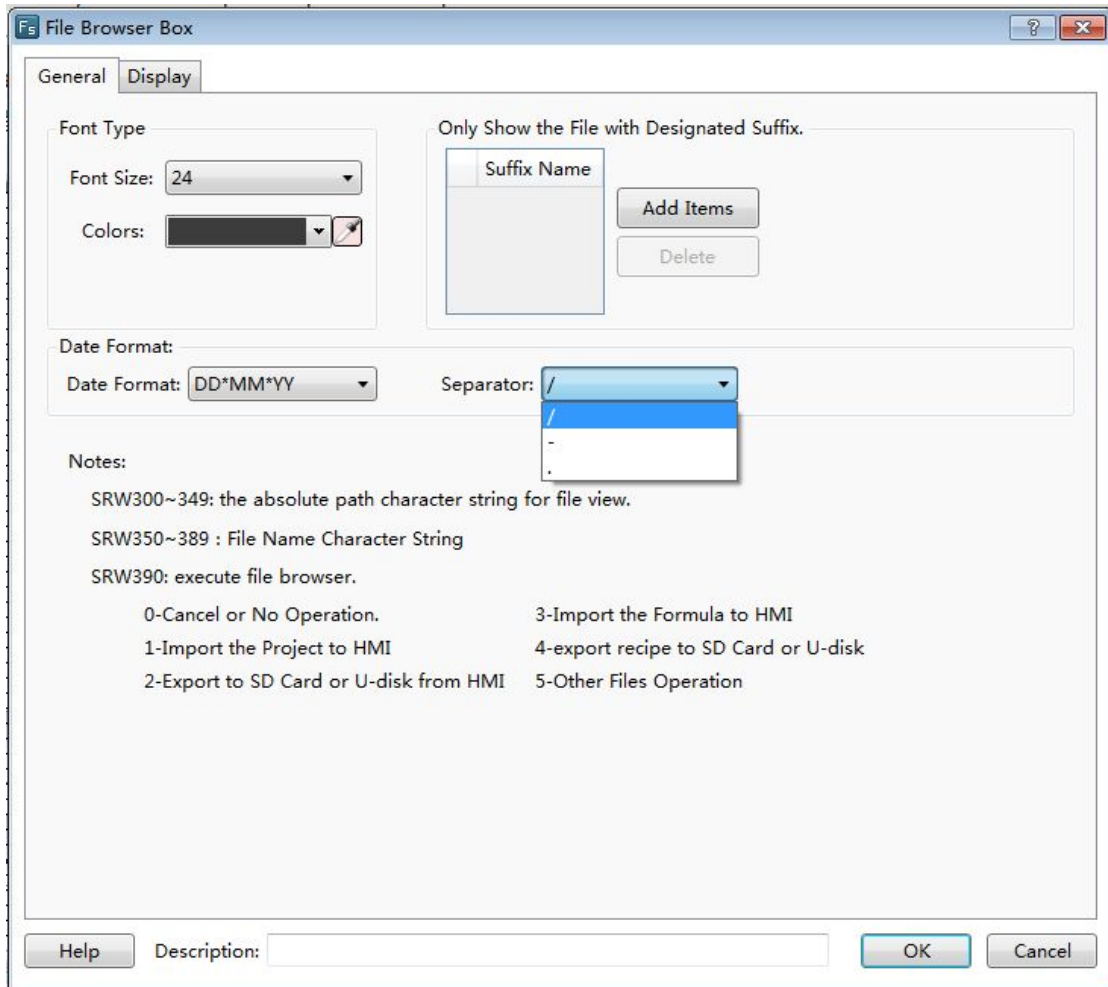 Fs File Browser Box
General Display
Font Type
Font Size: 24
Colors:
Only Show the File with Designated Suffix.
Suffix Name
Add Items
Delete
Date Format:
Date Format: DD*MM*YY Separator: /
/
-
.
Notes:
SRW300~349: the absolute path character string for file view.
SRW350~389 : File Name Character String
SRW390: execute file browser.
0-Cancel or No Operation. 3-Import the Formula to HMI
1-Import the Project to HMI 4-export recipe to SD Card or U-disk
2-Export to SD Card or U-disk from HMI 5-Other Files Operation
Help Description: OK Cancel